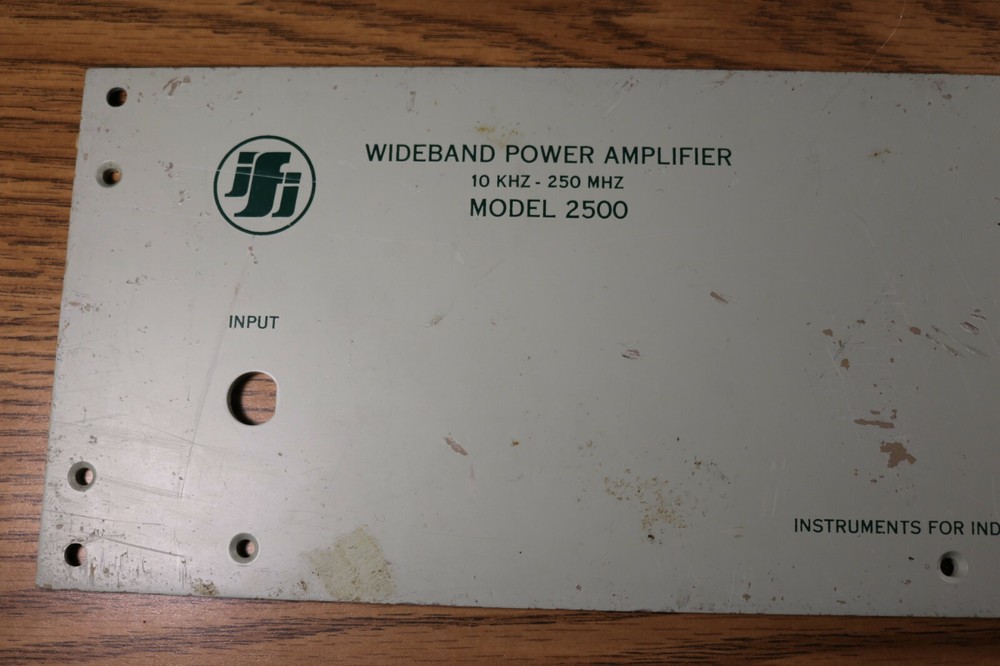 ifi
WIDEBAND POWER AMPLIFIER
10 KHZ - 250 MHZ
MODEL 2500
INPUT
INSTRUMENTS FOR IND